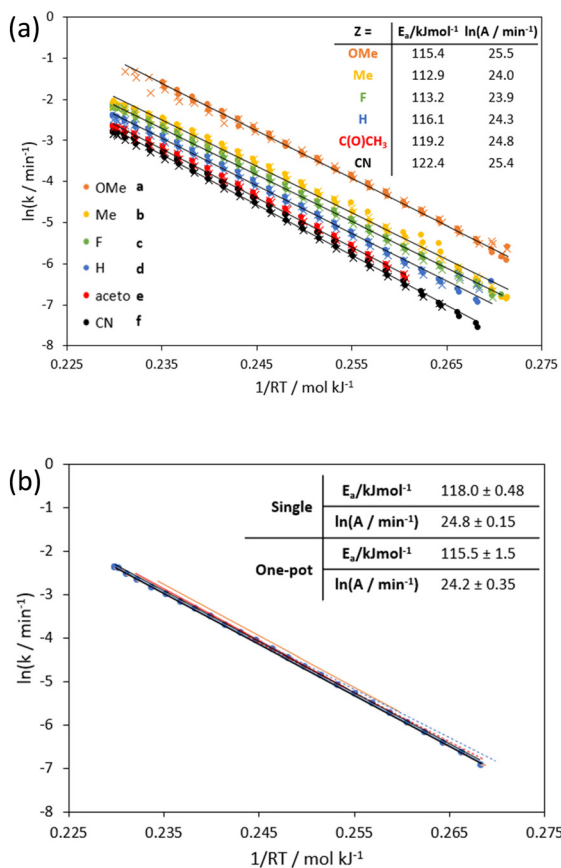 (a)
Z = Eₐ/kJmol⁻¹ ln(A / min⁻¹)
OMe 115.4 25.5
Me 112.9 24.0
F 113.2 23.9
H 116.1 24.3
C(O)CH₃ 119.2 24.8
CN 122.4 25.4
0
-1
-2
-3
-4
-5
-6
-7
-8
ln(k / min⁻¹)
OMe a
Me b
F c
H d
aceto e
CN f
0.225 0.235 0.245 0.255 0.265 0.275
1/RT / mol kJ⁻¹
(b)
Single Eₐ/kJmol⁻¹ 118.0 ± 0.48
ln(A / min⁻¹) 24.8 ± 0.15
One-pot Eₐ/kJmol⁻¹ 115.5 ± 1.5
ln(A / min⁻¹) 24.2 ± 0.35
0
-1
-2
-3
-4
-5
-6
-7
-8
ln(k / min⁻¹)
0.225 0.235 0.245 0.255 0.265 0.275
1/RT / mol kJ⁻¹